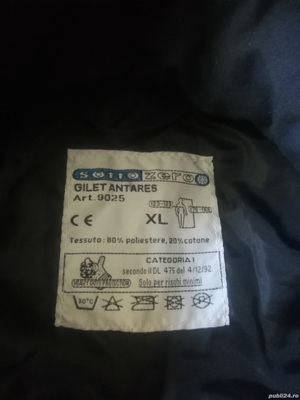 sotto zero
GILET ANTARES
Art.9025
CE
XL
Tessuto: 80% poliestere, 20% cotone
CATEGORIA I
secondo il DL 475 del 4/12/92
Solo per rischi minimi
30°C
publi24.ro